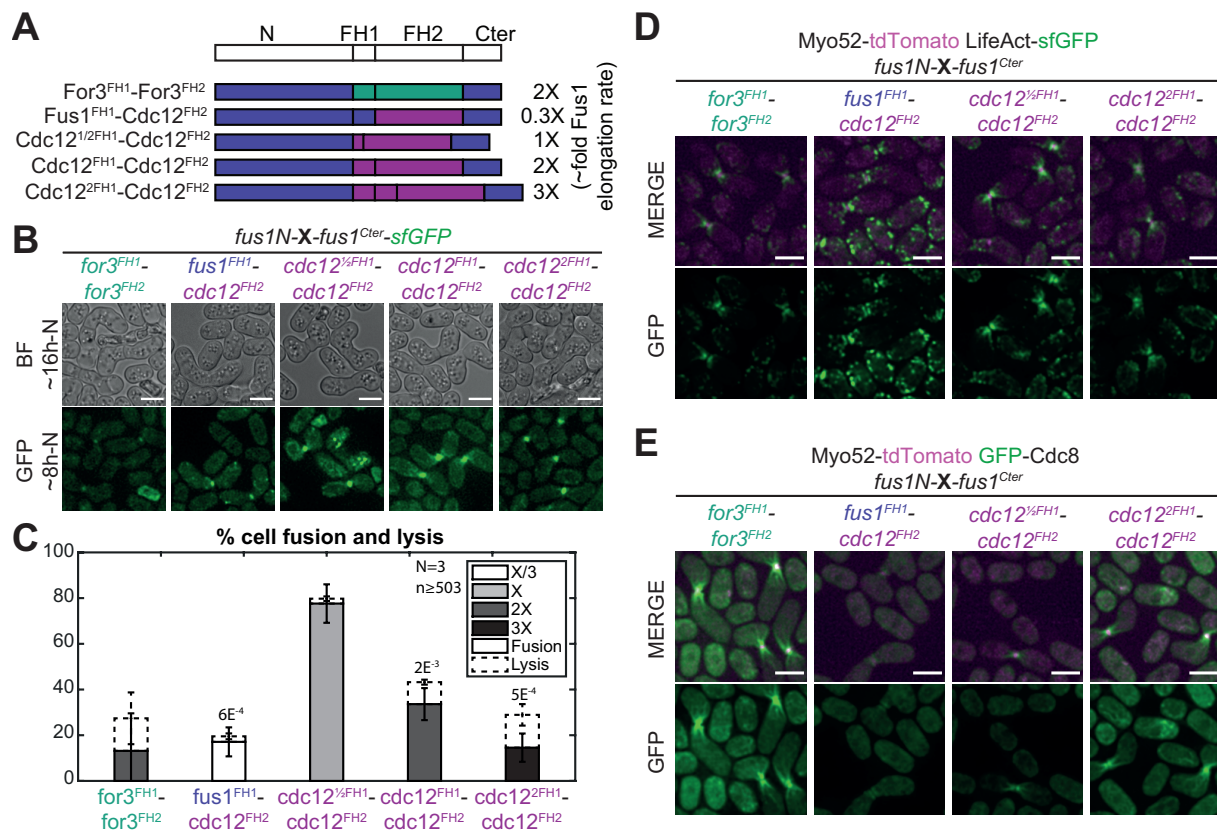 A
N FH1 FH2 Cter
For3FH1-For3FH2 2X
Fus1FH1-Cdc12FH2 0.3X
Cdc121/2FH1-Cdc12FH2 1X
Cdc12FH1-Cdc12FH2 2X
Cdc122FH1-Cdc12FH2 3X
(~fold Fus1
elongation rate)
B
fus1N-X-fus1Cter-sfGFP
for3FH1- fus1FH1- cdc12½FH1- cdc12FH1- cdc122FH1-
for3FH2 cdc12FH2 cdc12FH2 cdc12FH2 cdc12FH2
BF
~16h-N
GFP
~8h-N
C
% cell fusion and lysis
100
80
60
40
20
0
N=3
n≥503
X/3
X
2X
3X
Fusion
Lysis
6E-4
2E-3
5E-4
for3FH1- fus1FH1- cdc12½FH1- cdc12FH1- cdc122FH1-
for3FH2 cdc12FH2 cdc12FH2 cdc12FH2 cdc12FH2
D
Myo52-tdTomato LifeAct-sfGFP
fus1N-X-fus1Cter
for3FH1- fus1FH1- cdc12½FH1- cdc122FH1-
for3FH2 cdc12FH2 cdc12FH2 cdc12FH2
MERGE
GFP
E
Myo52-tdTomato GFP-Cdc8
fus1N-X-fus1Cter
for3FH1- fus1FH1- cdc12½FH1- cdc122FH1-
for3FH2 cdc12FH2 cdc12FH2 cdc12FH2
MERGE
GFP